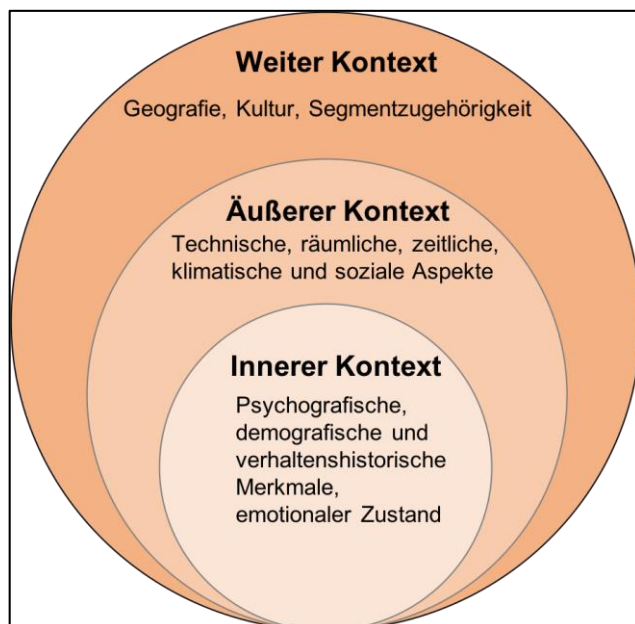 Weiter Kontext
Geografie, Kultur, Segmentzugehörigkeit
Äußerer Kontext
Technische, räumliche, zeitliche,
klimatische und soziale Aspekte
Innerer Kontext
Psychografische,
demografische und
verhaltenshistorische
Merkmale,
emotionaler Zustand